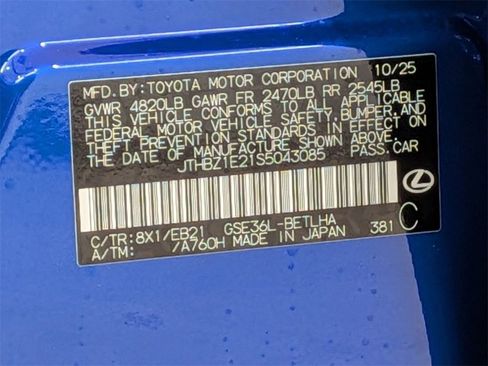 MFD. BY: TOYOTA MOTOR CORPORATION 10/25
GVWR 4820LB GAWR FR 2470LB RR 2545LB
THIS VEHICLE CONFORMS TO ALL APPLICABLE
FEDERAL MOTOR VEHICLE SAFETY, BUMPER, AND
THEFT PREVENTION STANDARDS IN EFFECT ON
THE DATE OF MANUFACTURE SHOWN ABOVE.
JTHBZ1E21S5043085 PASS.CAR
C/TR: 8X1/EB21 GSE36L-BETLHA
A/TM: /A760H MADE IN JAPAN 381 C